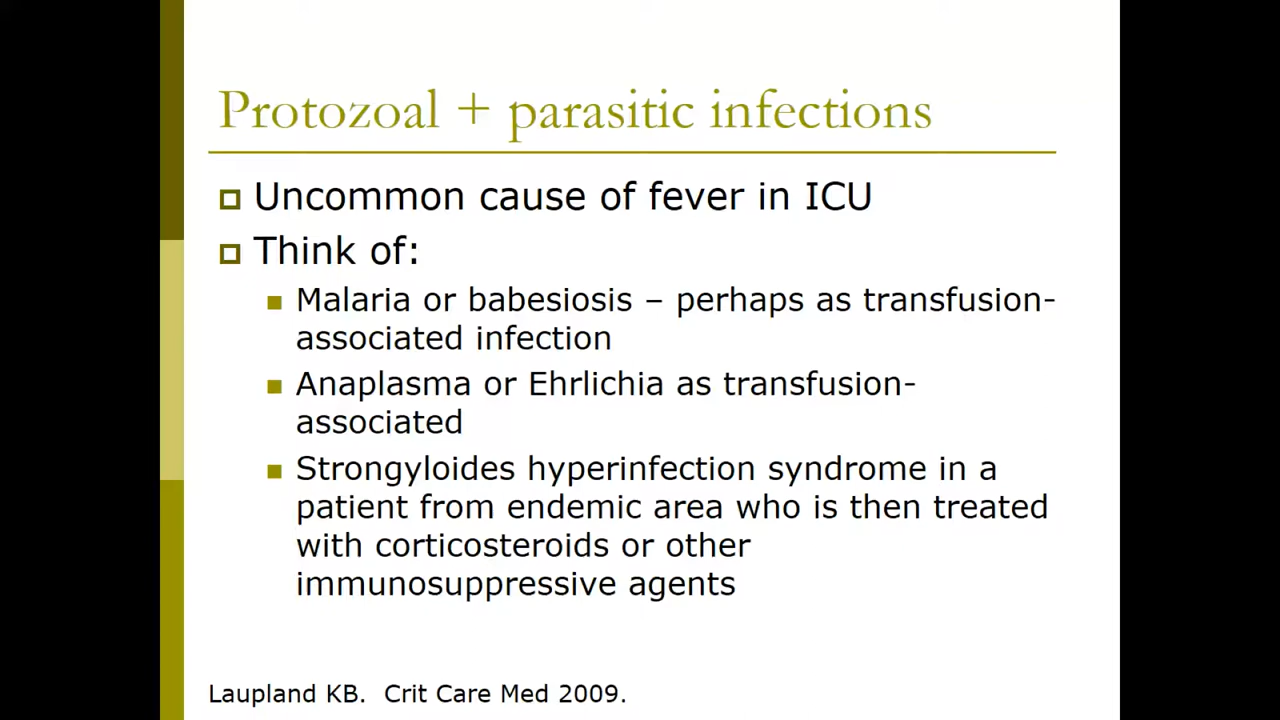 Protozoal + parasitic infections
Uncommon cause of fever in ICU
Think of:
Malaria or babesiosis – perhaps as transfusion-
associated infection
Anaplasma or Ehrlichia as transfusion-
associated
Strongyloides hyperinfection syndrome in a
patient from endemic area who is then treated
with corticosteroids or other
immunosuppressive agents
Laupland KB.  Crit Care Med 2009.